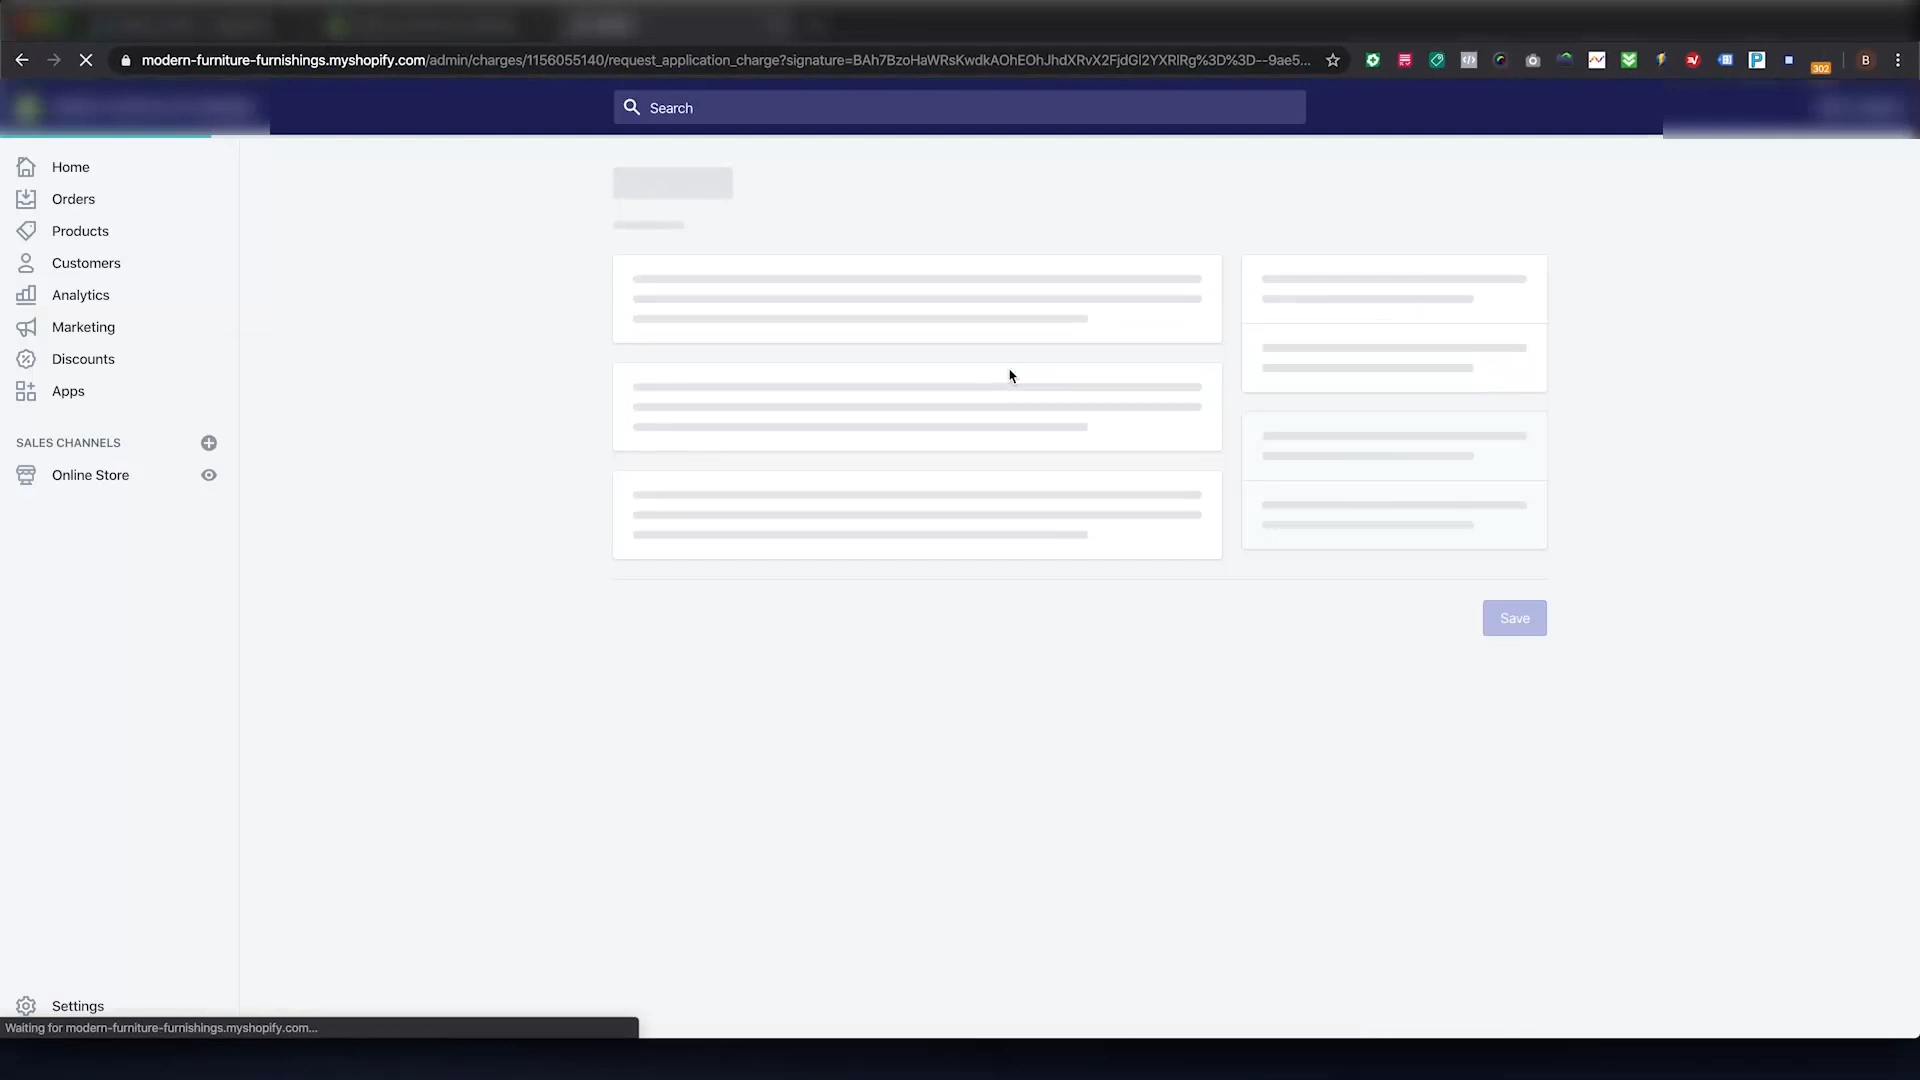 modern-furniture-furnishings.myshopify.com/admin/charges/1156055140/request_application_charge?signature=BAh7BzoHaWRsKwdkAOhEOhJhdXRvX2FjdGl2YXRlRg%3D%3D--9ae5...
302
B
Search
Home
Orders
Products
Customers
Analytics
Marketing
Discounts
Apps
SALES CHANNELS
Online Store
Save
Settings
Waiting for modern-furniture-furnishings.myshopify.com...